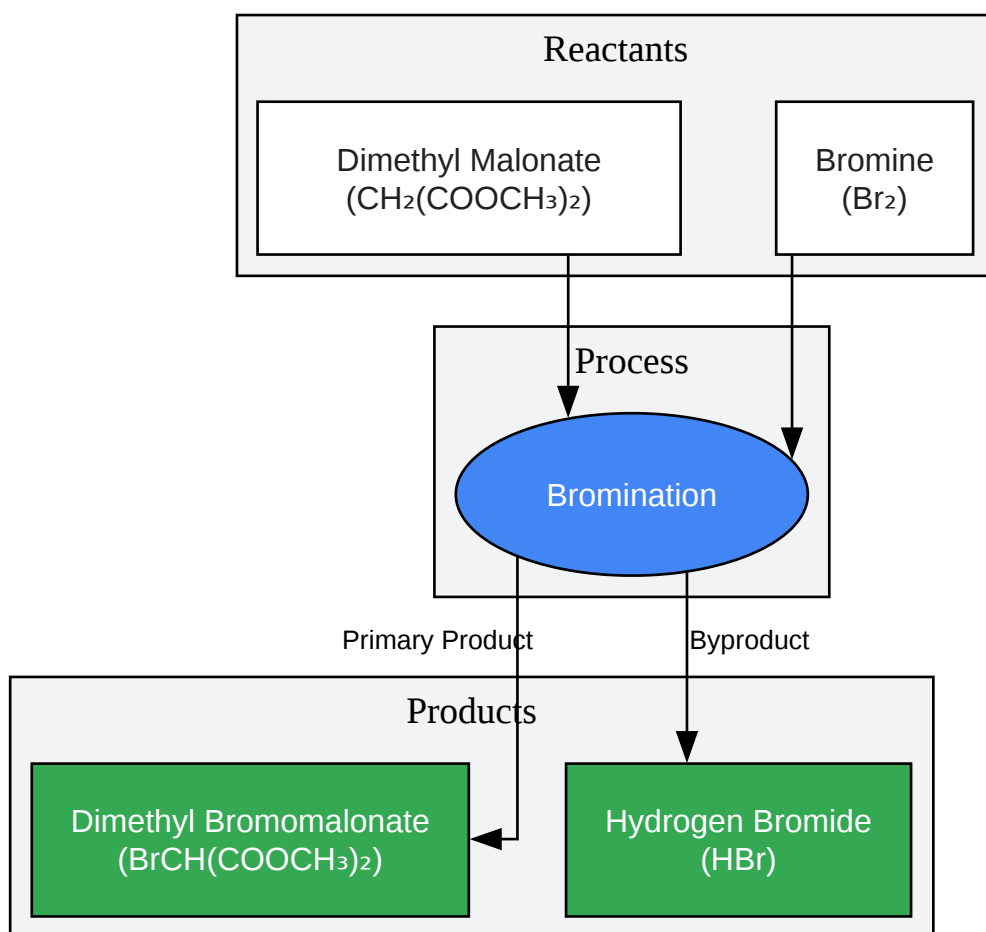 Reactants
Dimethyl Malonate
(CH₂(COOCH₃)₂)
Bromine
(Br₂)
Process
Bromination
Primary Product
Byproduct
Products
Dimethyl Bromomalonate
(BrCH(COOCH₃)₂)
Hydrogen Bromide
(HBr)